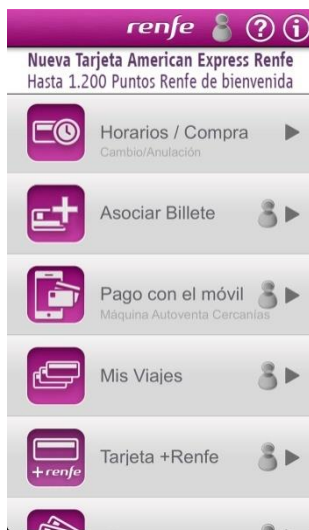 renfe
Nueva Tarjeta American Express Renfe
Hasta 1.200 Puntos Renfe de bienvenida
Horarios / Compra
Cambio/Anulación
Asociar Billete
Pago con el móvil
Máquina Autoventa Cercanías
Mis Viajes
Tarjeta +Renfe
+renfe